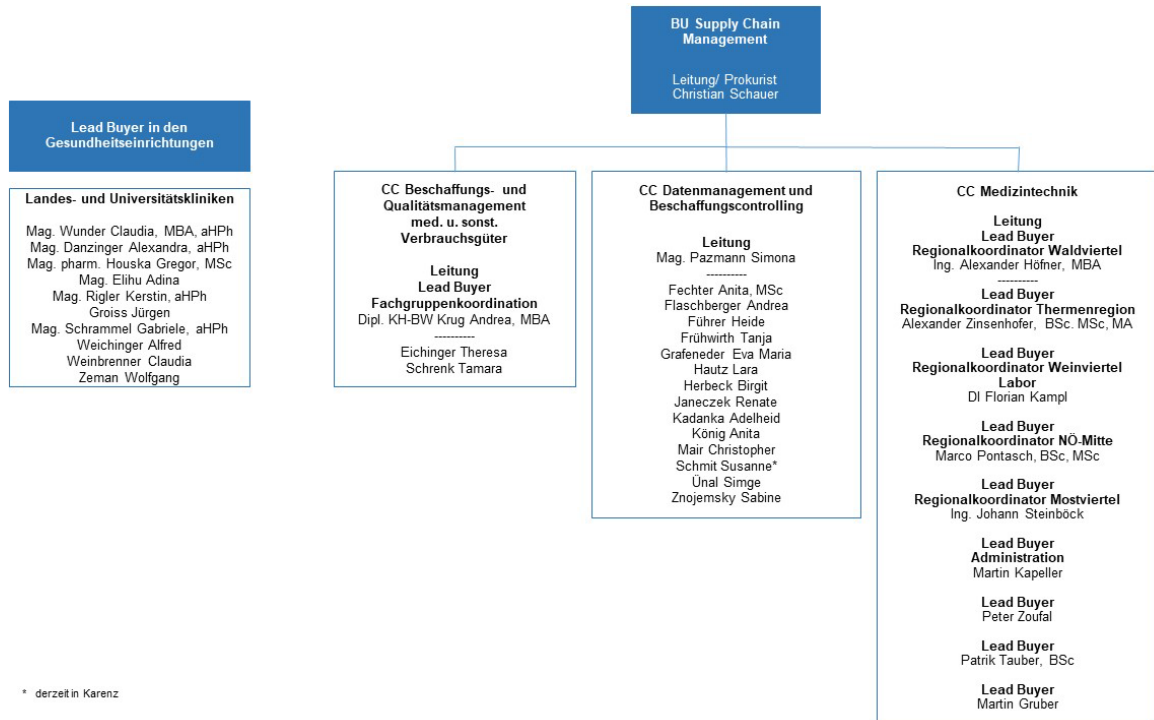 BU Supply Chain
Management
Leitung/ Prokurist
Christian Schauer
Lead Buyer in den
Gesundheitseinrichtungen
Landes- und Universitätskliniken
Mag. Wunder Claudia, MBA, aHPh
Mag. Danzinger Alexandra, aHPh
Mag. pharm. Houska Gregor, MSc
Mag. Elihu Adina
Mag. Rigler Kerstin, aHPh
Groiss Jürgen
Mag. Schrammel Gabriele, aHPh
Weichinger Alfred
Weinbrenner Claudia
Zeman Wolfgang
CC Beschaffungs- und
Qualitätsmanagement
med. u. sonst.
Verbrauchsgüter
Leitung
Lead Buyer
Fachgruppenkoordination
Dipl. KH-BW Krug Andrea, MBA
----------
Eichinger Theresa
Schrenk Tamara
CC Datenmanagement und
Beschaffungscontrolling
Leitung
Mag. Pazmann Simona
----------
Fechter Anita, MSc
Flaschberger Andrea
Führer Heide
Frühwirth Tanja
Grafeneder Eva Maria
Hautz Lara
Herbeck Birgit
Janeczek Renate
Kadanka Adelheid
König Anita
Mair Christopher
Schmit Susanne*
Ünal Simge
Znojemsky Sabine
CC Medizintechnik
Leitung
Lead Buyer
Regionalkoordinator Waldviertel
Ing. Alexander Höfner, MBA
----------
Lead Buyer
Regionalkoordinator Thermenregion
Alexander Zinsenhofer, BSc. MSc, MA
Lead Buyer
Regionalkoordinator Weinviertel
Labor
DI Florian Kampl
Lead Buyer
Regionalkoordinator NÖ-Mitte
Marco Pontasch, BSc, MSc
Lead Buyer
Regionalkoordinator Mostviertel
Ing. Johann Steinböck
Lead Buyer
Administration
Martin Kapeller
Lead Buyer
Peter Zoufal
Lead Buyer
Patrik Tauber, BSc
Lead Buyer
Martin Gruber
* derzeit in Karenz